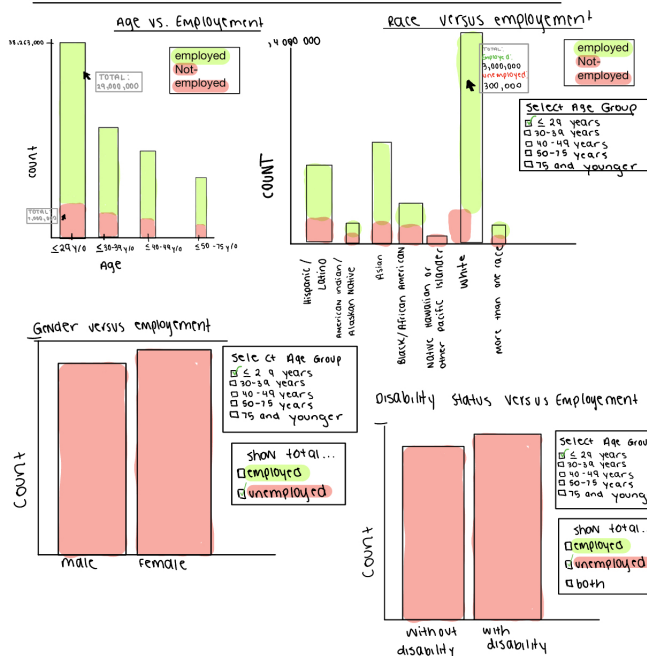 Age vs. Employement
38,263,000
TOTAL:
29,000,000
employed
Not-
employed
count
TOTAL:
≤29 y/o
≤30-39 y/o
≤40-49 y/o
≤50-75 y/o
Age
Race versus employement
,4 000 000
TOTAL:
Employed:
3,000,000
unemployed
300,000
employed
Not-
employed
Select Age Group
≤ 29 years
30-39 years
40-49 years
50-75 years
75 and younger
COUNT
Hispanic/
Latino
American Indian/
Alaskan Native
Asian
Black/African American
Native Hawaiian or
other Pacific Islander
White
More than one race
Gender versus employement
Count
male
Female
Select Age Group
≤ 29 years
30-39 years
40-49 years
50-75 years
75 and younger
show total...
employed
unemployed
Disability Status versus Employement
Count
without
disability
with
disability
Select Age Group
≤ 29 years
30-39 years
40-49 years
50-75 years
75 and young
show total...
employed
unemployed
both